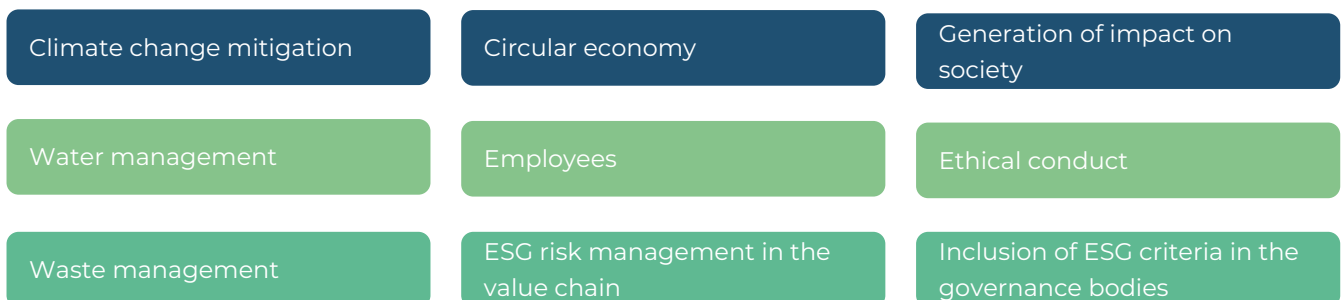 Climate change mitigation
Circular economy
Generation of impact on
society
Water management
Employees
Ethical conduct
Waste management
ESG risk management in the
value chain
Inclusion of ESG criteria in the
governance bodies